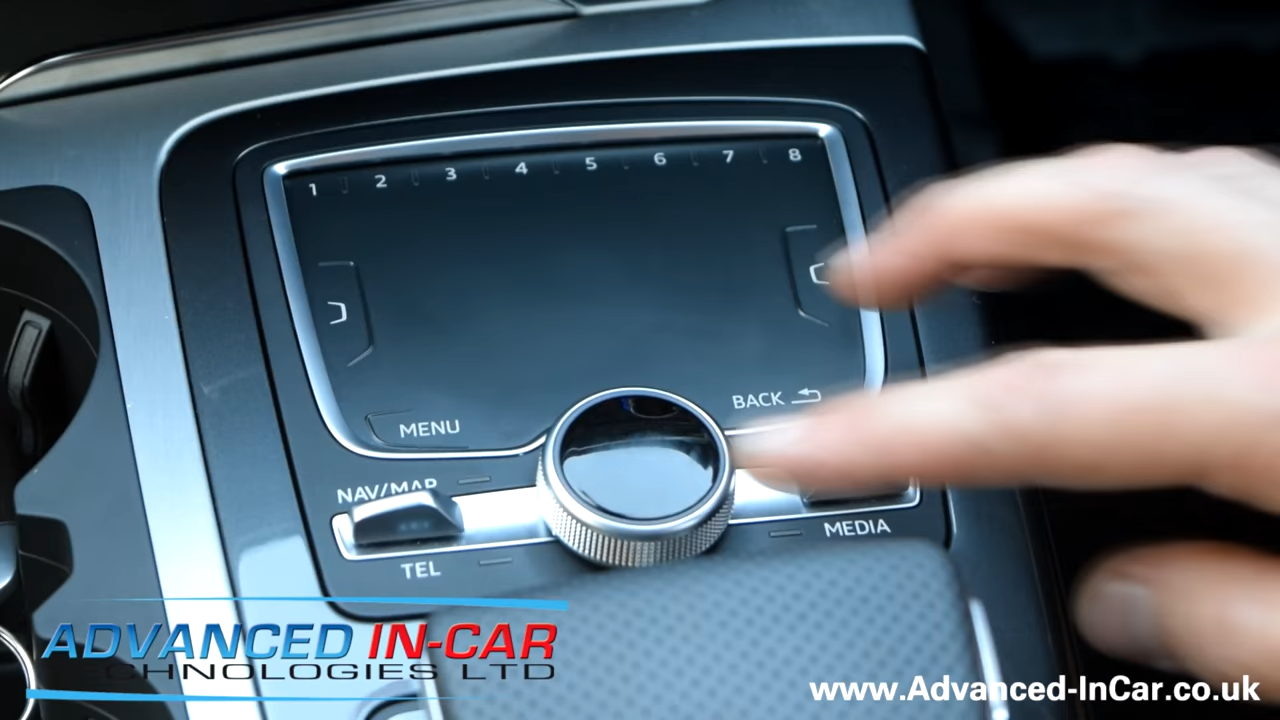 1 2 3 4 5 6 7 8
BACK
MENU
NAV/MAP
MEDIA
TEL
ADVANCED IN-CAR
TECHNOLOGIES LTD
www.Advanced-InCar.co.uk